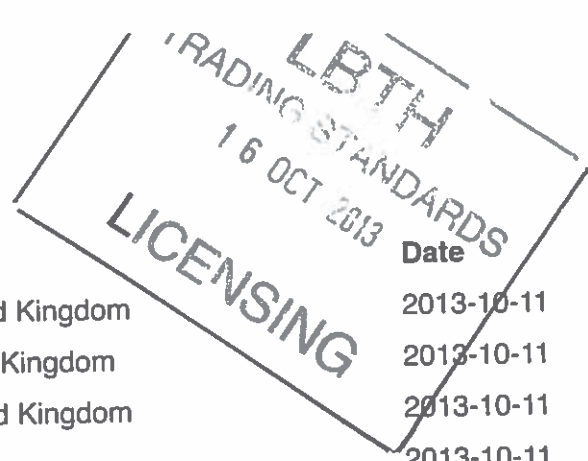 LBTH
TRADING STANDARDS
16 OCT 2013
LICENSING
Date
d Kingdom 2013-10-11
Kingdom 2013-10-11
d Kingdom 2013-10-11
2013-10-11